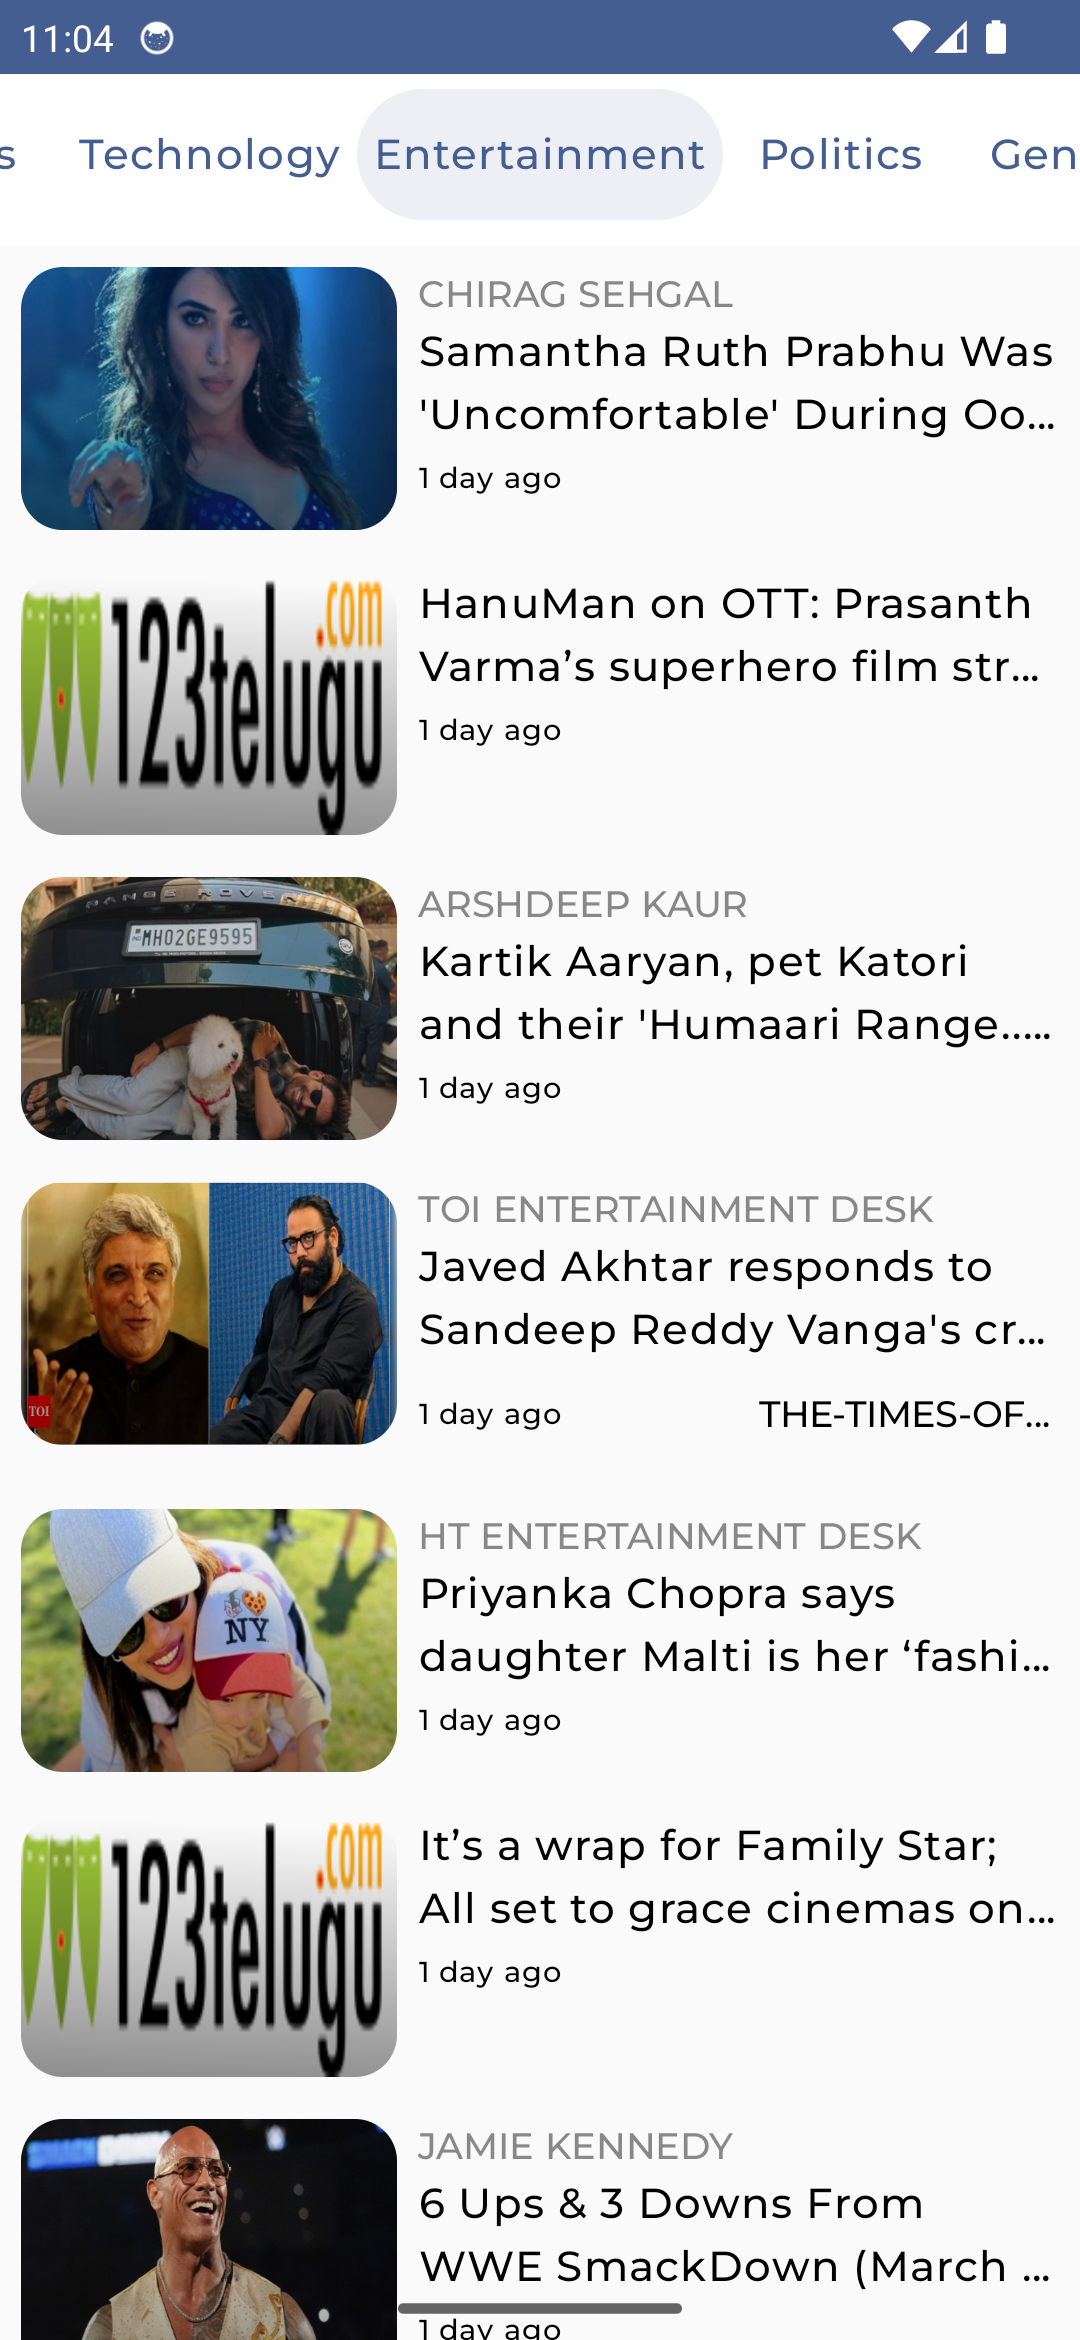 11:04
s Technology Entertainment Politics Gen
CHIRAG SEHGAL
Samantha Ruth Prabhu Was
'Uncomfortable' During Oo...
1 day ago
123telugu
.com
HanuMan on OTT: Prasanth
Varma’s superhero film str...
1 day ago
RANGE ROVER
MH02GE9595
ARSHDEEP KAUR
Kartik Aaryan, pet Katori
and their 'Humaari Range.....
1 day ago
TOI
TOI ENTERTAINMENT DESK
Javed Akhtar responds to
Sandeep Reddy Vanga's cr...
1 day ago THE-TIMES-OF...
NY
HT ENTERTAINMENT DESK
Priyanka Chopra says
daughter Malti is her ‘fashi...
1 day ago
123telugu
.com
It’s a wrap for Family Star;
All set to grace cinemas on...
1 day ago
JAMIE KENNEDY
6 Ups & 3 Downs From
WWE SmackDown (March ...
1 day ago